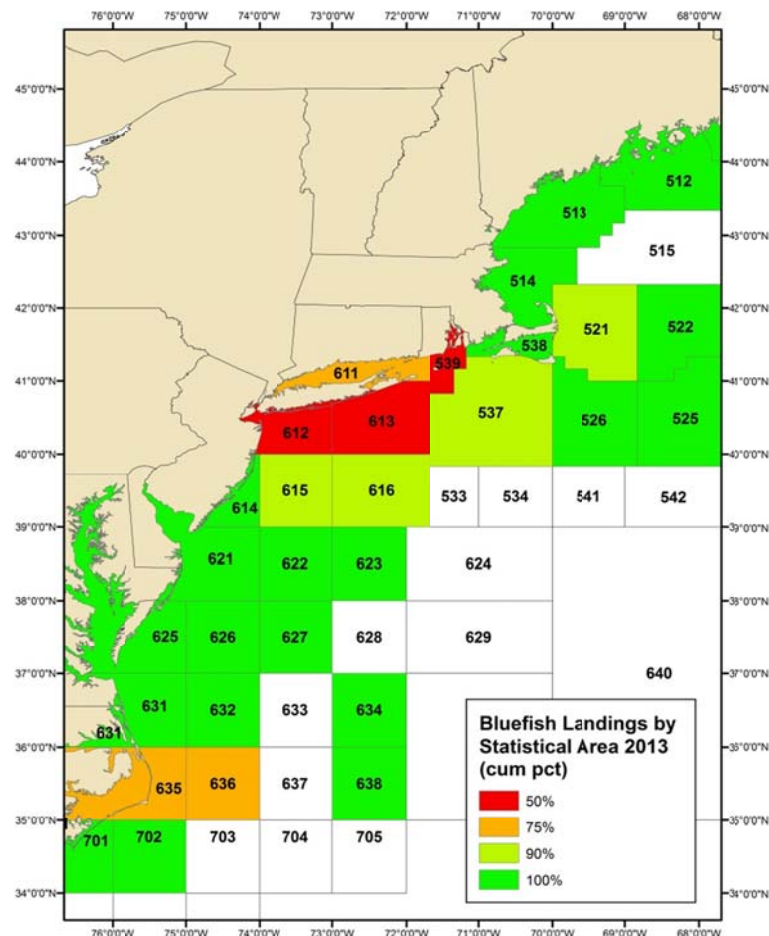 76°0'0"W 75°0'0"W 74°0'0"W 73°0'0"W 72°0'0"W 71°0'0"W 70°0'0"W 69°0'0"W 68°0'0"W
45°0'0"N 45°0'0"N
44°0'0"N 44°0'0"N
512
513
43°0'0"N 43°0'0"N
515
514
42°0'0"N 42°0'0"N
521 522
538
539
611
41°0'0"N 41°0'0"N
537
612 613 526 525
40°0'0"N 40°0'0"N
615 616 533 534 541 542
614
39°0'0"N 39°0'0"N
621 622 623 624
38°0'0"N 38°0'0"N
625 626 627 628 629
37°0'0"N 37°0'0"N
640
631 632 633 634
631
36°0'0"N 36°0'0"N
635 636 637 638
35°0'0"N 35°0'0"N
701 702 703 704 705
34°0'0"N 34°0'0"N
Bluefish Landings by
Statistical Area 2013
(cum pct)
50%
75%
90%
100%
76°0'0"W 75°0'0"W 74°0'0"W 73°0'0"W 72°0'0"W 71°0'0"W 70°0'0"W 69°0'0"W 68°0'0"W